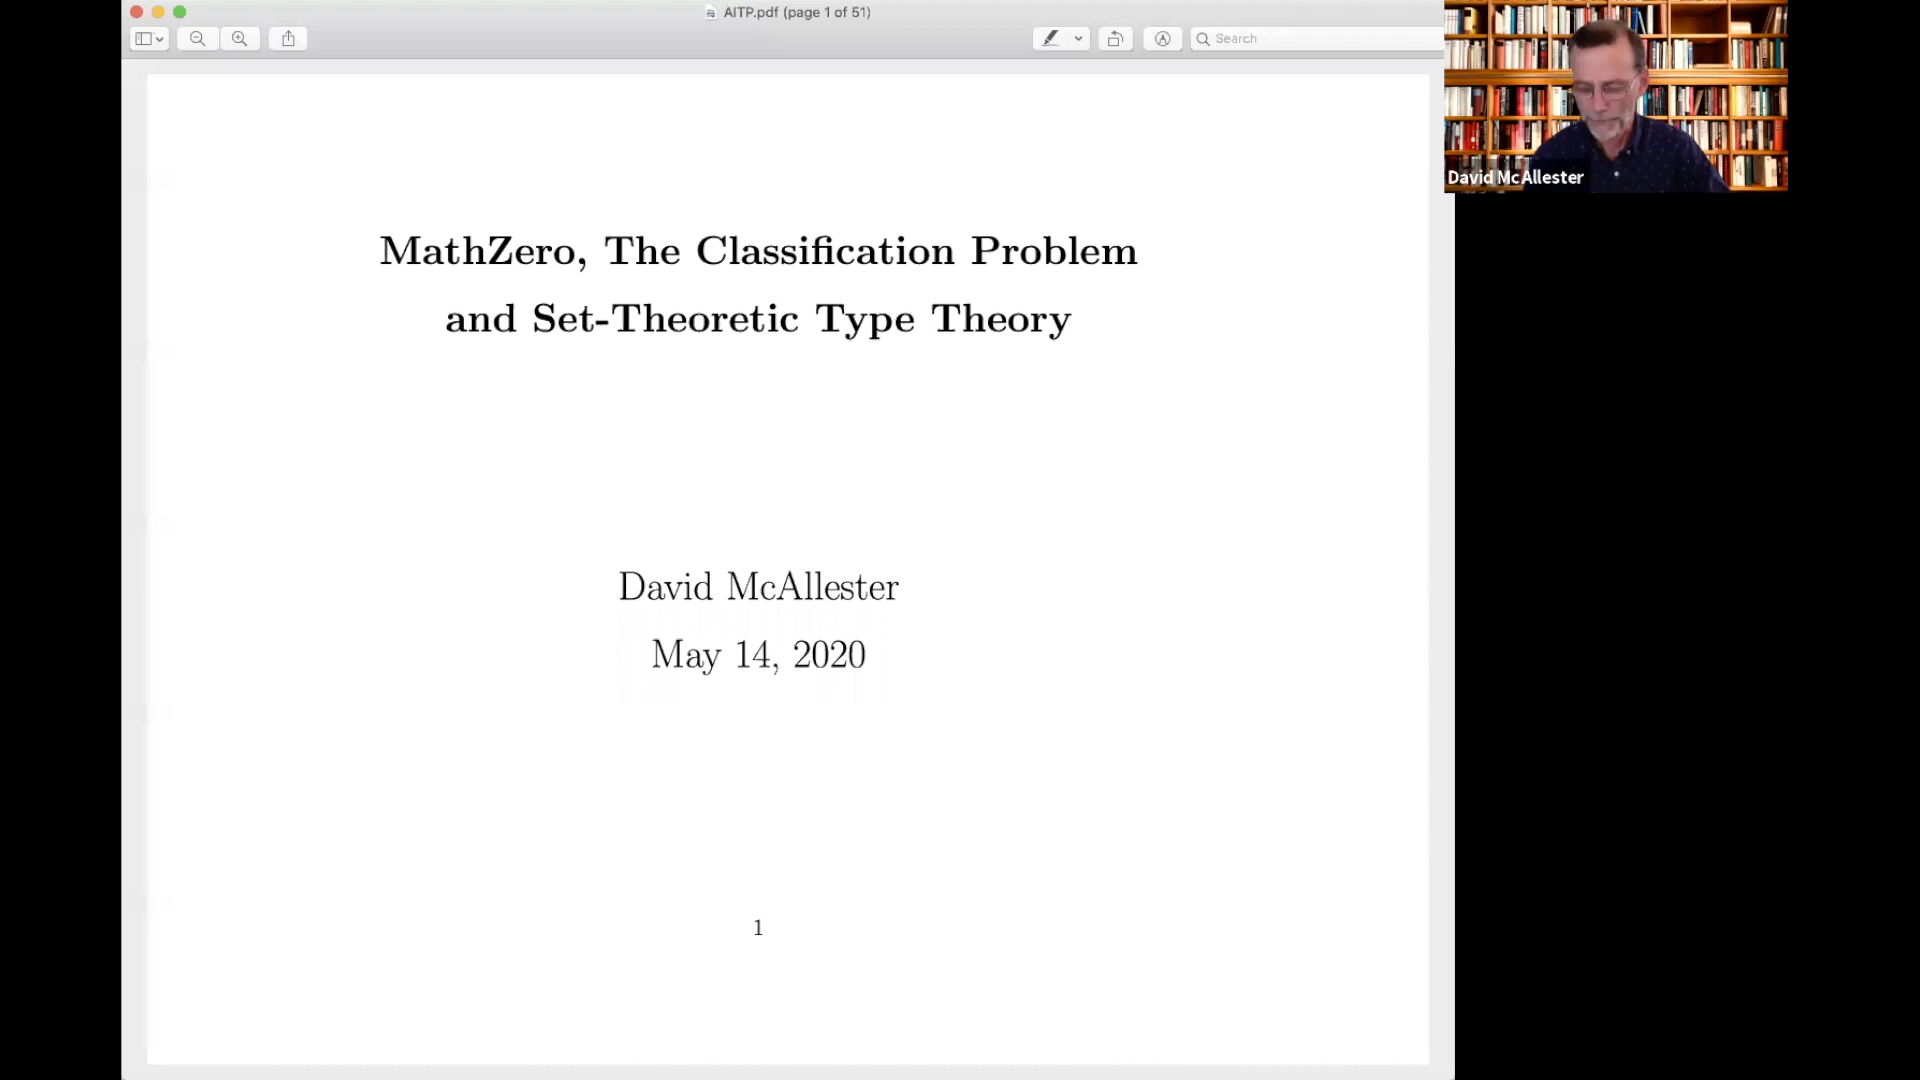 AITP.pdf (page 1 of 51)
Search
David McAllester
MathZero, The Classification Problem
and Set-Theoretic Type Theory
David McAllester
May 14, 2020
1